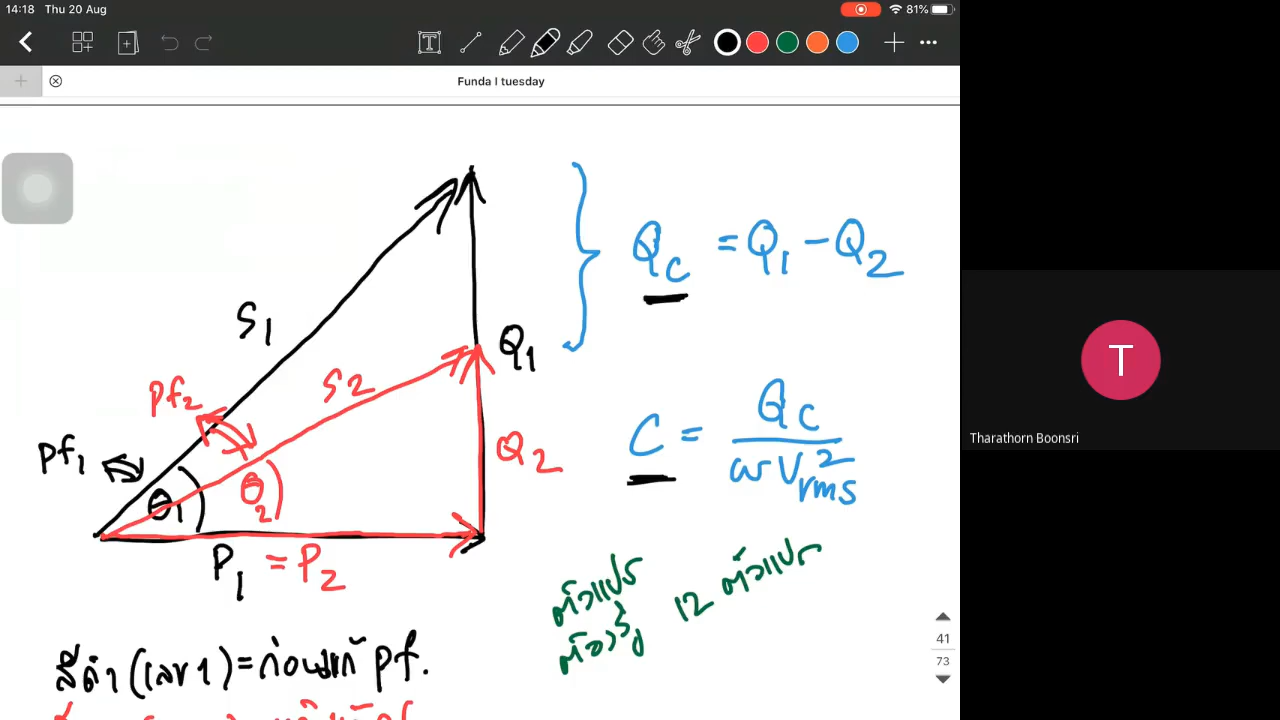 14:18 Thu 20 Aug
81%
T
Funda I tuesday
Qc = Q1 - Q2
S1
Q1
S2
pf2
C = Qc / ωV²rms
pf1
Q2
θ1
θ2
P1 = P2
ตัวแปร
ต้องรู้
12 ตัวแปร
สีดำ (เลข 1) = ก่อนแก้ pf.
41
73
T
Tharathorn Boonsri